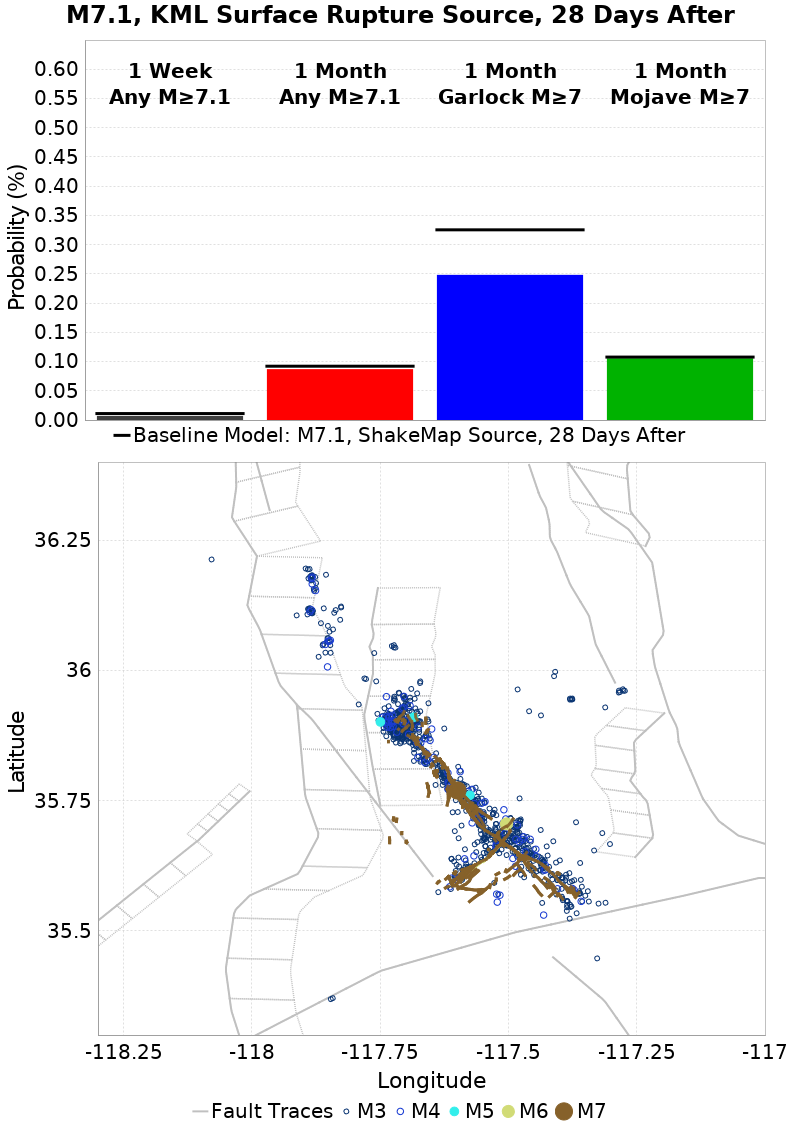 M7.1, KML Surface Rupture Source, 28 Days After
Probability (%)
0.60
0.55
0.50
0.45
0.40
0.35
0.30
0.25
0.20
0.15
0.10
0.05
0.00
1 Week
Any M≥7.1
1 Month
Any M≥7.1
1 Month
Garlock M≥7
1 Month
Mojave M≥7
Baseline Model: M7.1, ShakeMap Source, 28 Days After
Latitude
36.25
36
35.75
35.5
-118.25 -118 -117.75 -117.5 -117.25 -117
Longitude
Fault Traces M3 M4 M5 M6 M7